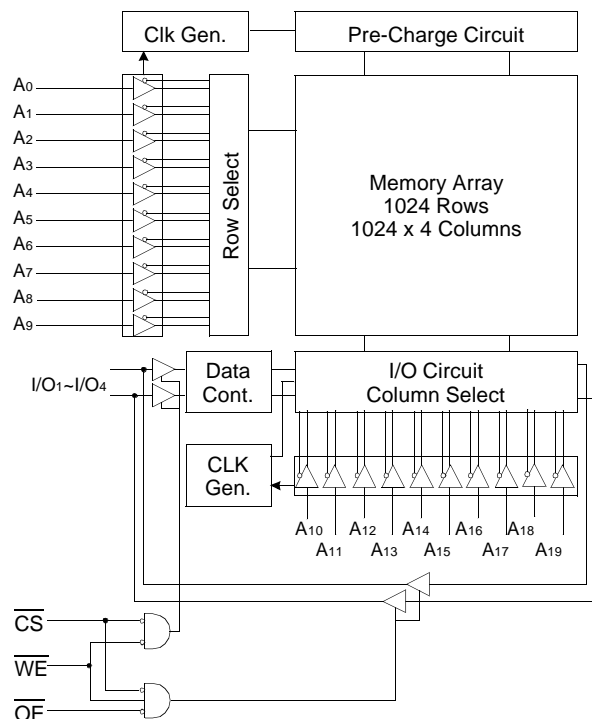 Clk Gen.
Pre-Charge Circuit
A0
A1
A2
A3
A4
A5
A6
A7
A8
A9
Row Select
Memory Array
1024 Rows
1024 x 4 Columns
I/O1~I/O4
Data
Cont.
I/O Circuit
Column Select
CLK
Gen.
A10
A11
A12
A13
A14
A15
A16
A17
A18
A19
CS
WE
OE